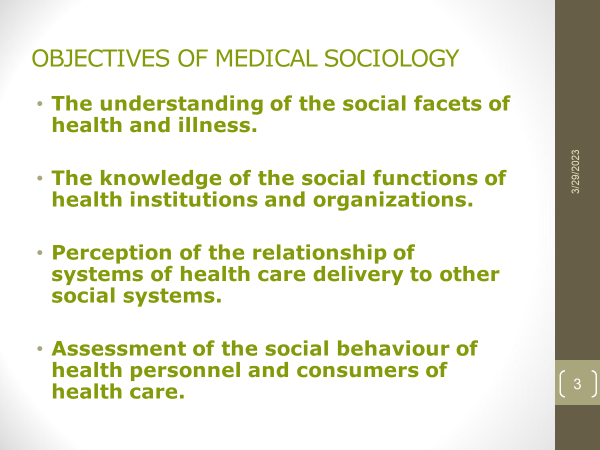 OBJECTIVES OF MEDICAL SOCIOLOGY
• The understanding of the social facets of
health and illness.
• The knowledge of the social functions of
health institutions and organizations.
• Perception of the relationship of
systems of health care delivery to other
social systems.
• Assessment of the social behaviour of
health personnel and consumers of
health care.
3/29/2023
3